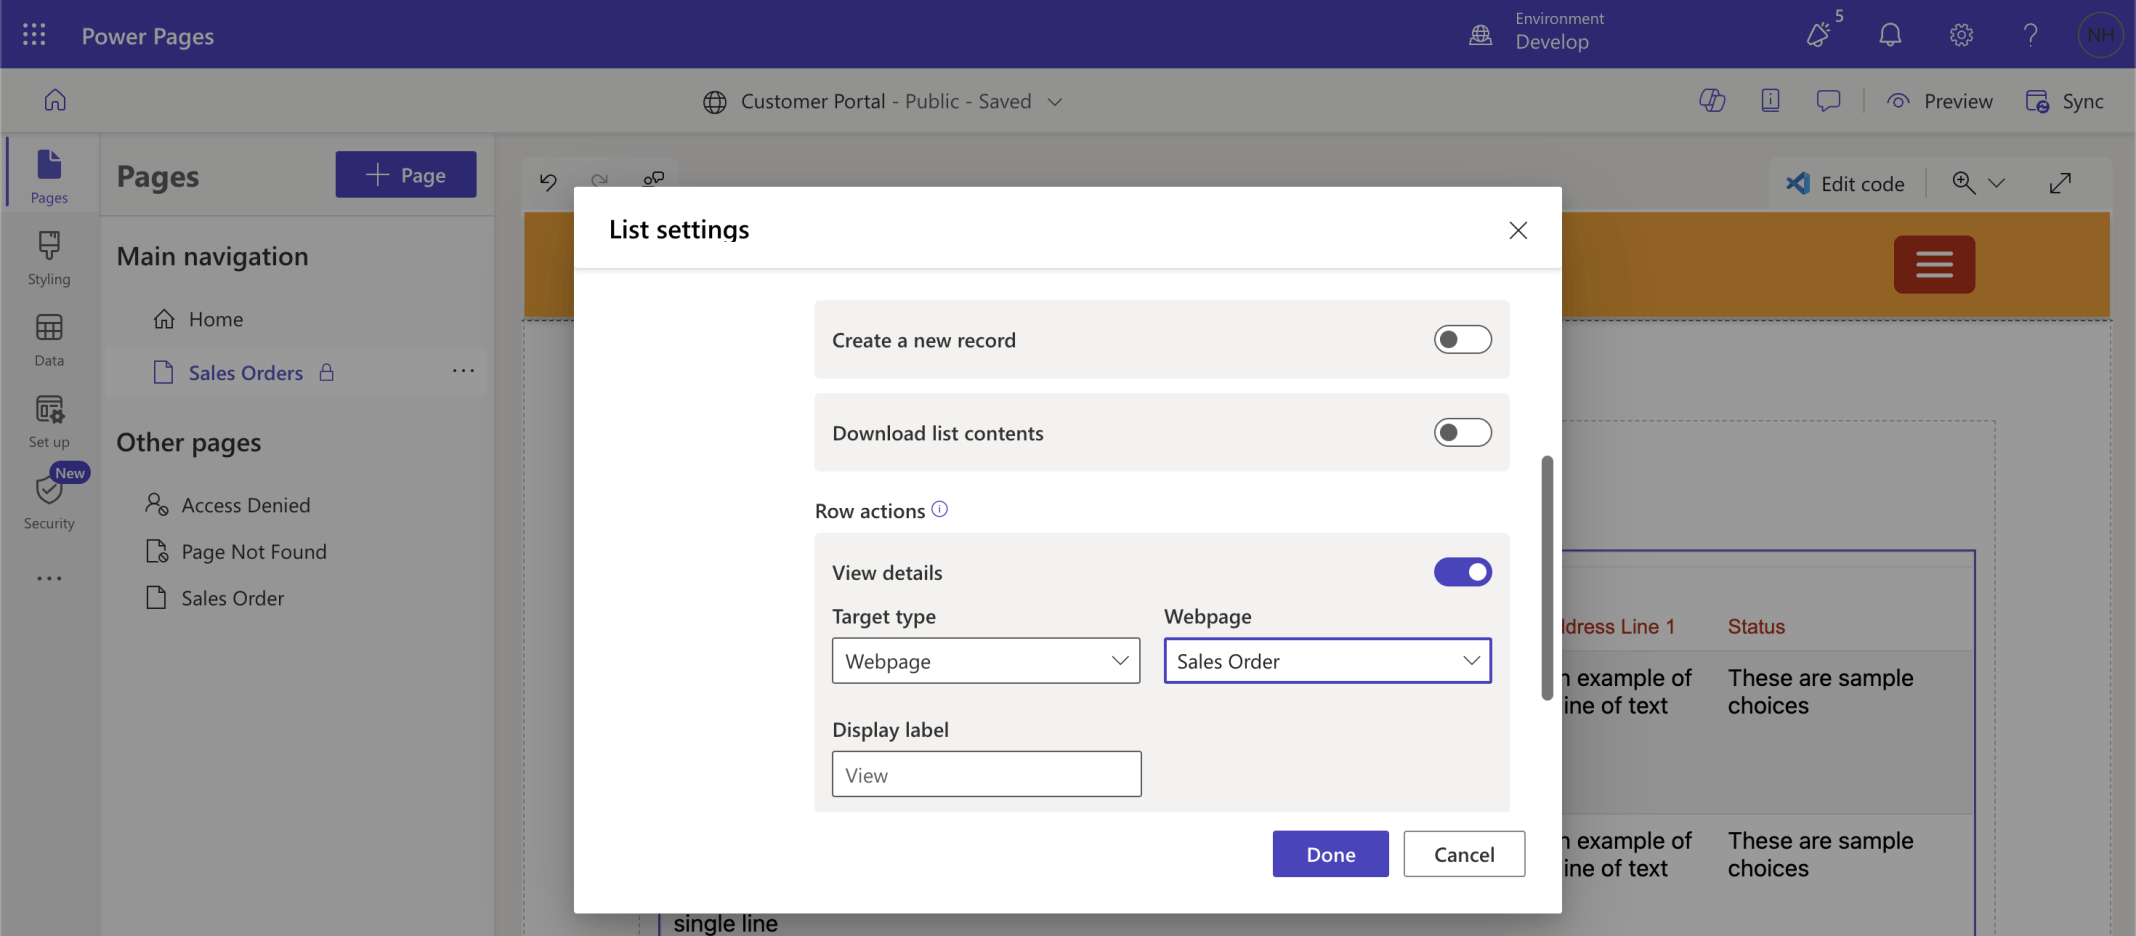 Power Pages
Environment
Develop
5
NH
Customer Portal - Public - Saved
Preview
Sync
Pages
Styling
Data
Set up
New
Security
Pages
Page
Main navigation
Home
Sales Orders
Other pages
Access Denied
Page Not Found
Sales Order
Edit code
List settings
Create a new record
Download list contents
Row actions
View details
Target type
Webpage
Webpage
Sales Order
Display label
View
Done
Cancel
dress Line 1
Status
example of
ine of text
These are sample
choices
example of
ine of text
These are sample
choices
single line